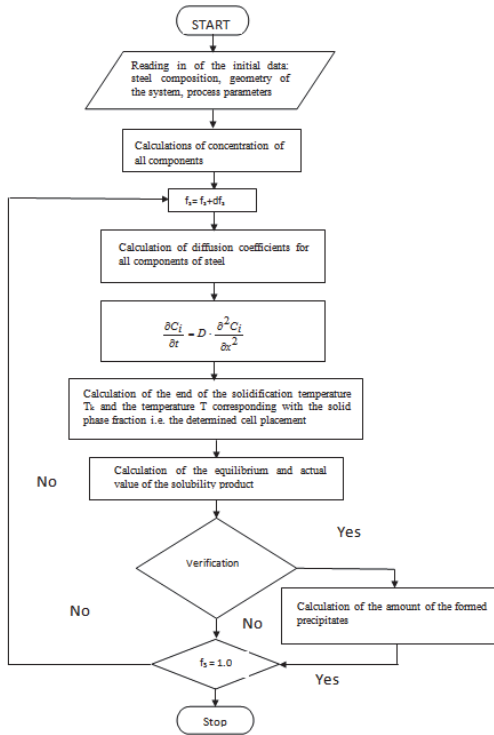 START
Reading in of the initial data:
steel composition, geometry of
the system, process parameters
Calculations of concentration of
all components
fₛ= fₛ+dfₛ
Calculation of diffusion coefficients for
all components of steel
∂Cᵢ/∂t = D · ∂²Cᵢ/∂x²
Calculation of the end of the solidification temperature
Tₖ and the temperature T corresponding with the solid
phase fraction i.e. the determined cell placement
Calculation of the equilibrium and actual
value of the solubility product
No
Yes
Verification
Calculation of the amount of the formed
precipitates
No
No
fₛ = 1.0
Yes
Stop